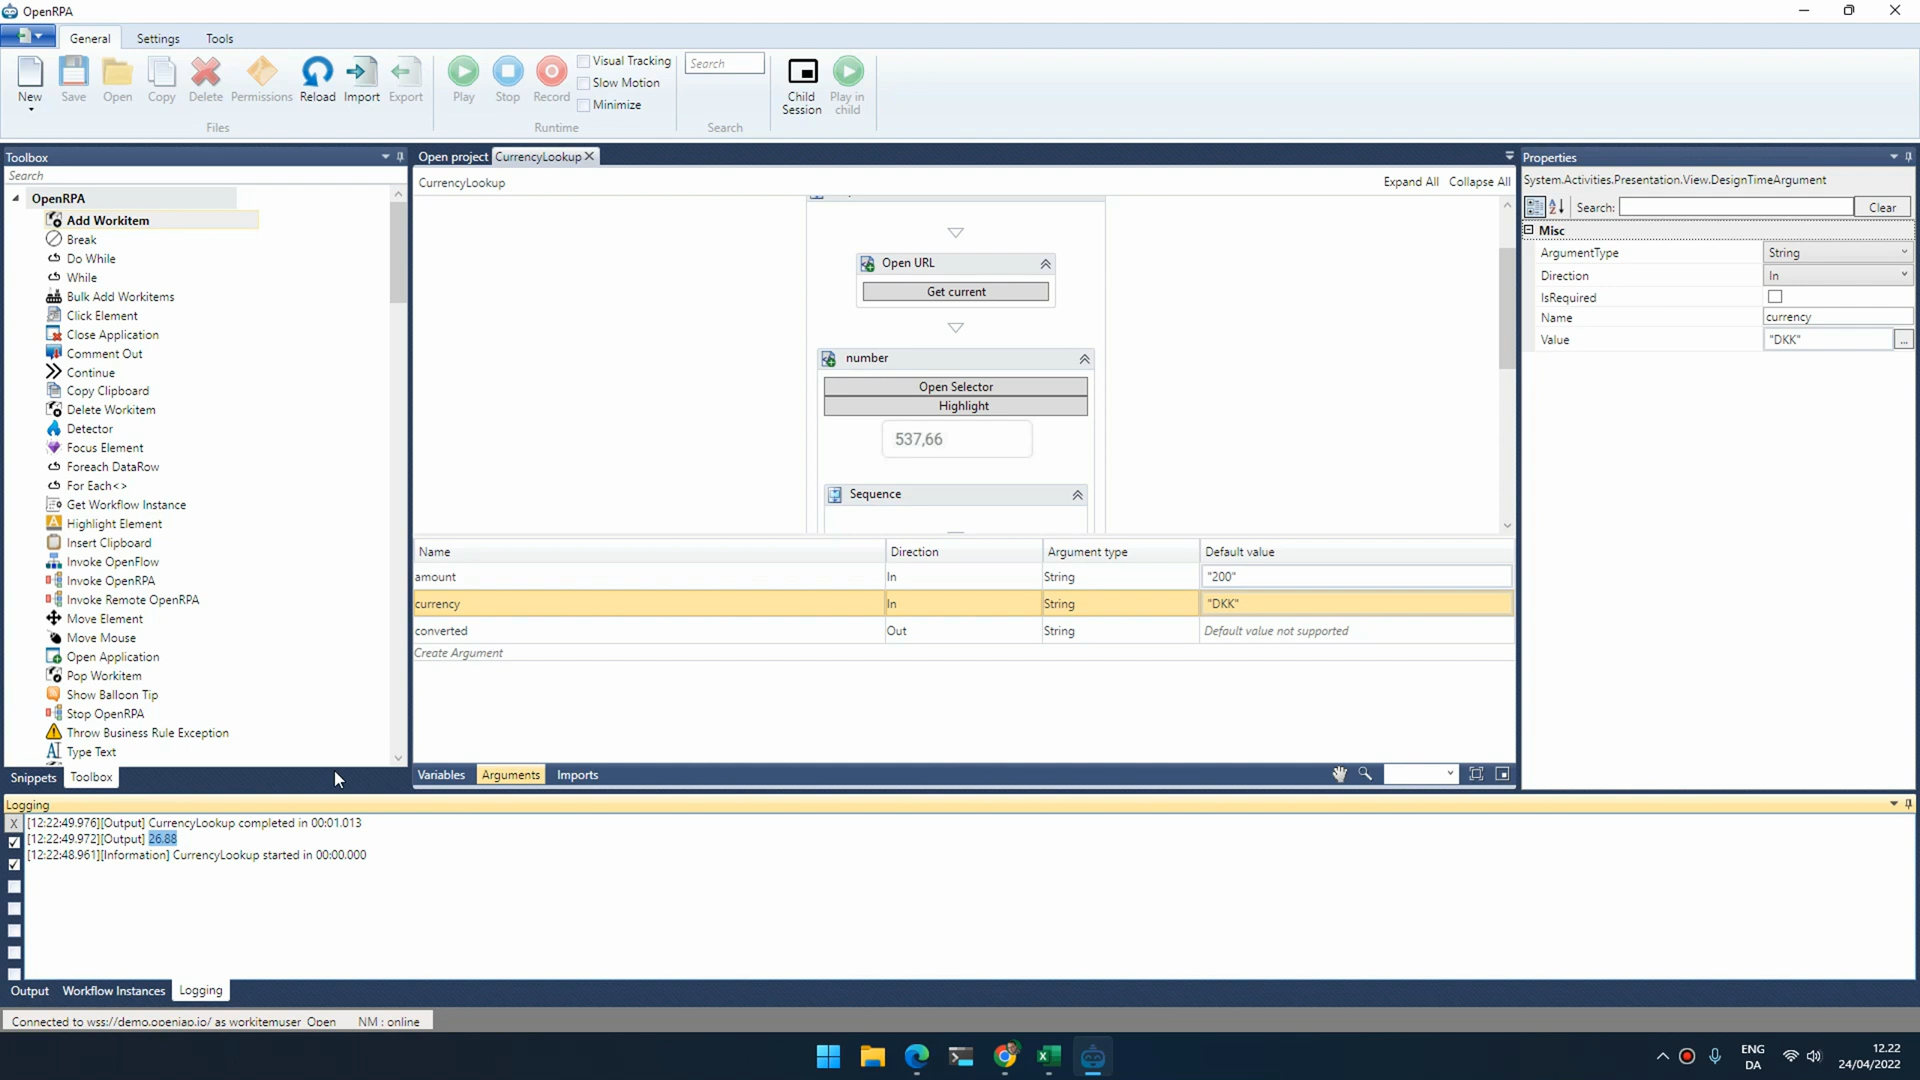 OpenRPA
General Settings Tools
New Save Open Copy Delete Permissions Reload Import Export
Files
Play Stop Record
Visual Tracking
Slow Motion
Minimize
Runtime
Search
Search
Child Session
Play in child
Toolbox
Search
OpenRPA
Add Workitem
Break
Do While
While
Bulk Add Workitems
Click Element
Close Application
Comment Out
Continue
Copy Clipboard
Delete Workitem
Detector
Focus Element
Foreach DataRow
For Each<>
Get Workflow Instance
Highlight Element
Insert Clipboard
Invoke OpenFlow
Invoke OpenRPA
Invoke Remote OpenRPA
Move Element
Move Mouse
Open Application
Pop Workitem
Show Balloon Tip
Stop OpenRPA
Throw Business Rule Exception
Type Text
Snippets Toolbox
Open project CurrencyLookup
CurrencyLookup Expand All Collapse All
Open URL
Get current
number
Open Selector
Highlight
537,66
Sequence
Name Direction Argument type Default value
amount In String "200"
currency In String "DKK"
converted Out String Default value not supported
Create Argument
Variables Arguments Imports
Properties
System.Activities.Presentation.View.DesignTimeArgument
Search: Clear
Misc
ArgumentType String
Direction In
IsRequired
Name currency
Value "DKK" ...
Logging
X
[12:22:49.976][Output] CurrencyLookup completed in 00:01.013
[12:22:49.972][Output] 26.88
[12:22:48.961][Information] CurrencyLookup started in 00:00.000
Output Workflow Instances Logging
Connected to wss://demo.openiap.io/ as workitemuser Open NM : online
ENG
DA
12.22
24/04/2022